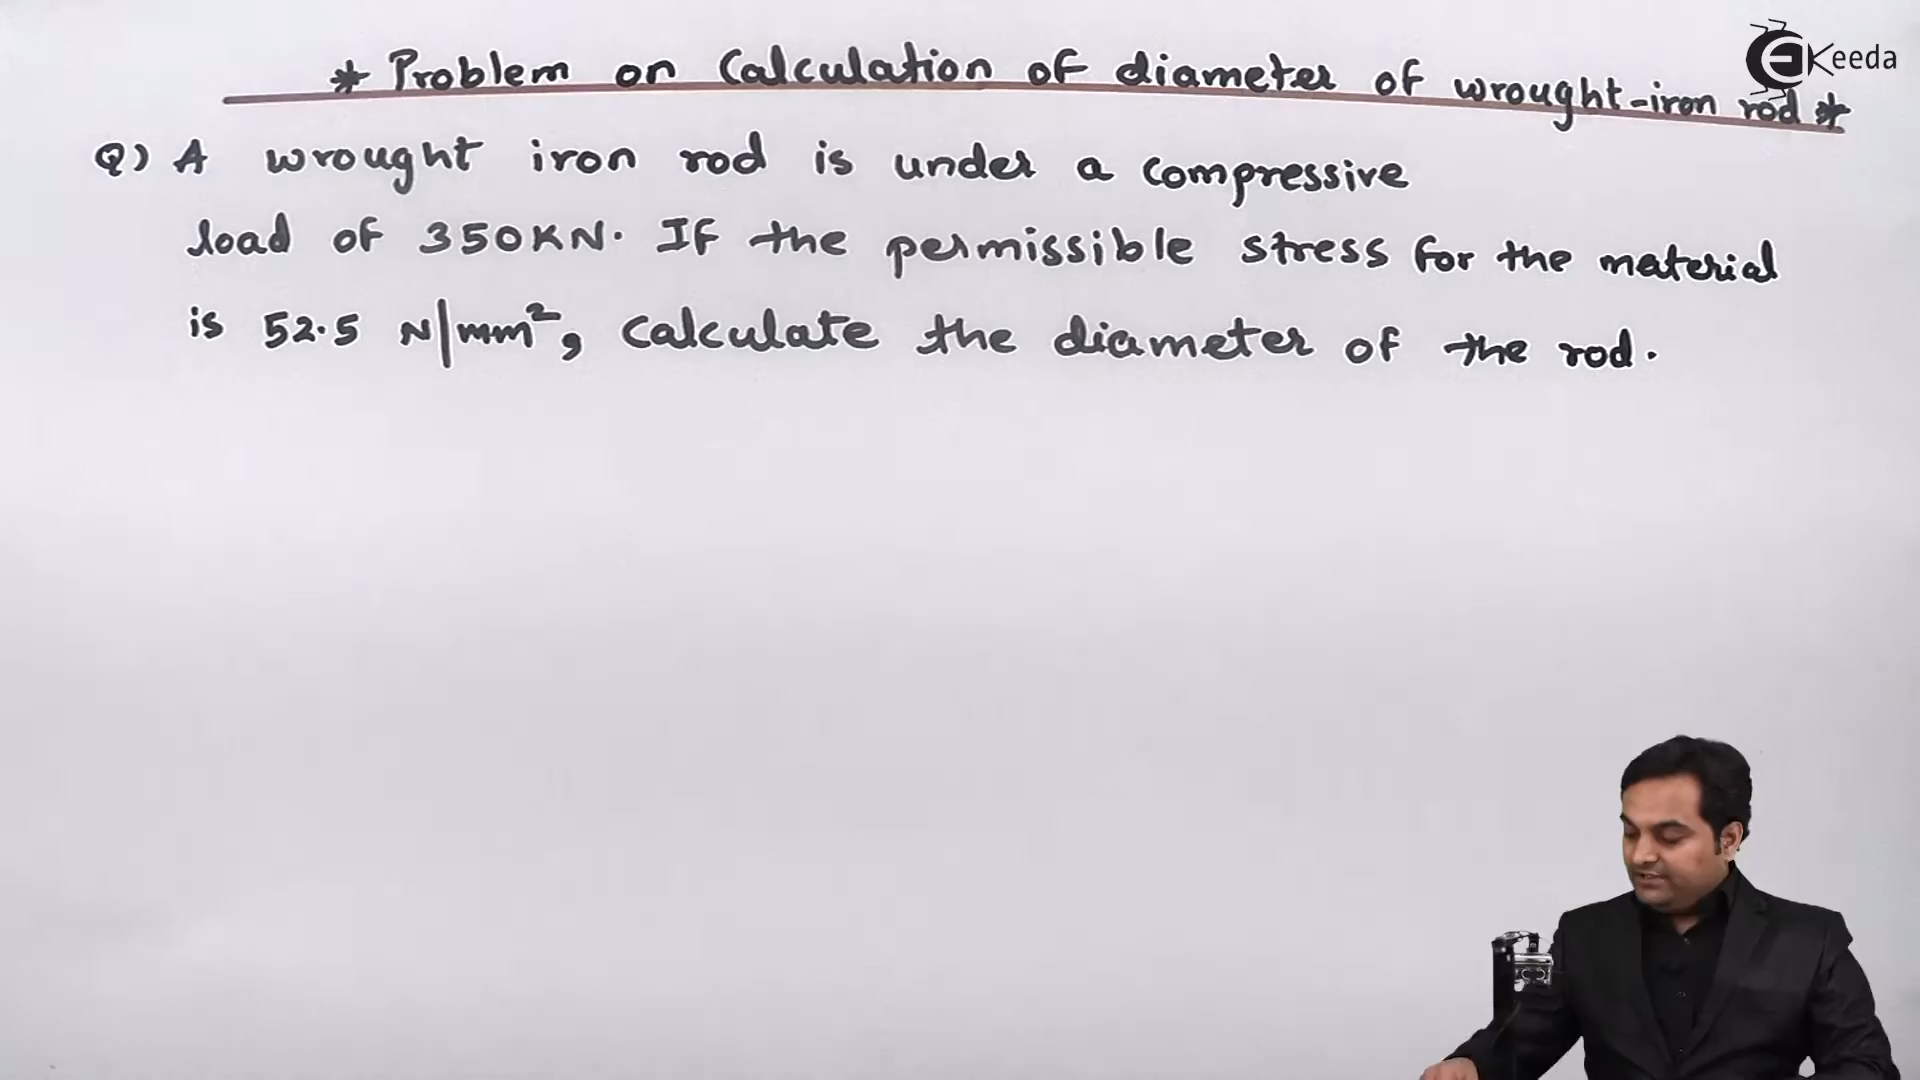 * Problem on Calculation of diameter of wrought-iron rod *
EKeeda
Q) A wrought iron rod is under a compressive
load of 350KN. If the permissible stress for the material
is 52.5 N/mm², Calculate the diameter of the rod.